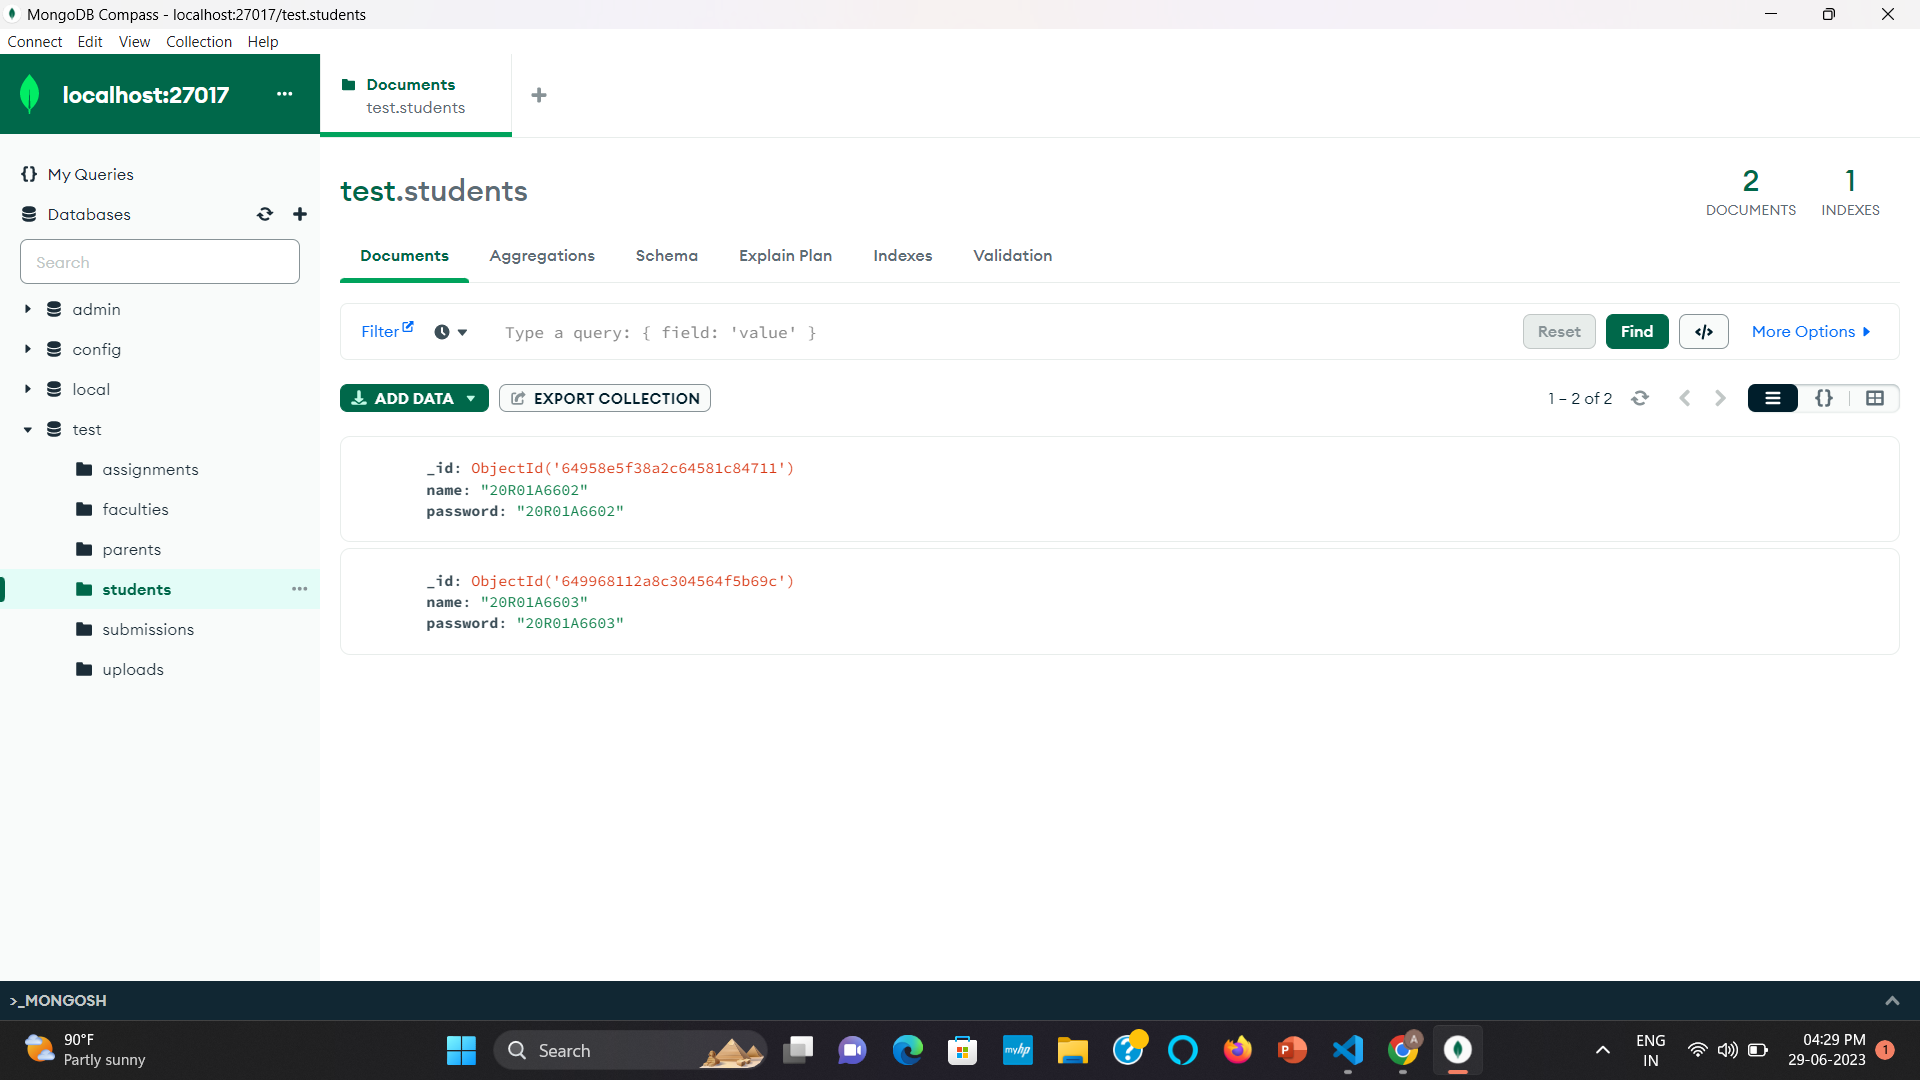 MongoDB Compass - localhost:27017/test.students
Connect Edit View Collection Help
localhost:27017 ...
Documents
test.students
+
{} My Queries
Databases
Search
admin
config
local
test
assignments
faculties
parents
students ...
submissions
uploads
test.students
2
DOCUMENTS
1
INDEXES
Documents Aggregations Schema Explain Plan Indexes Validation
Filter Type a query: { field: 'value' } Reset Find </> More Options
ADD DATA EXPORT COLLECTION 1 – 2 of 2 {}
_id: ObjectId('64958e5f38a2c64581c84711')
name: "20R01A6602"
password: "20R01A6602"
_id: ObjectId('649968112a8c304564f5b69c')
name: "20R01A6603"
password: "20R01A6603"
>_MONGOSH
90°F
Partly sunny
Search
myhp
?
P
A
ENG
IN
04:29 PM
29-06-2023
1